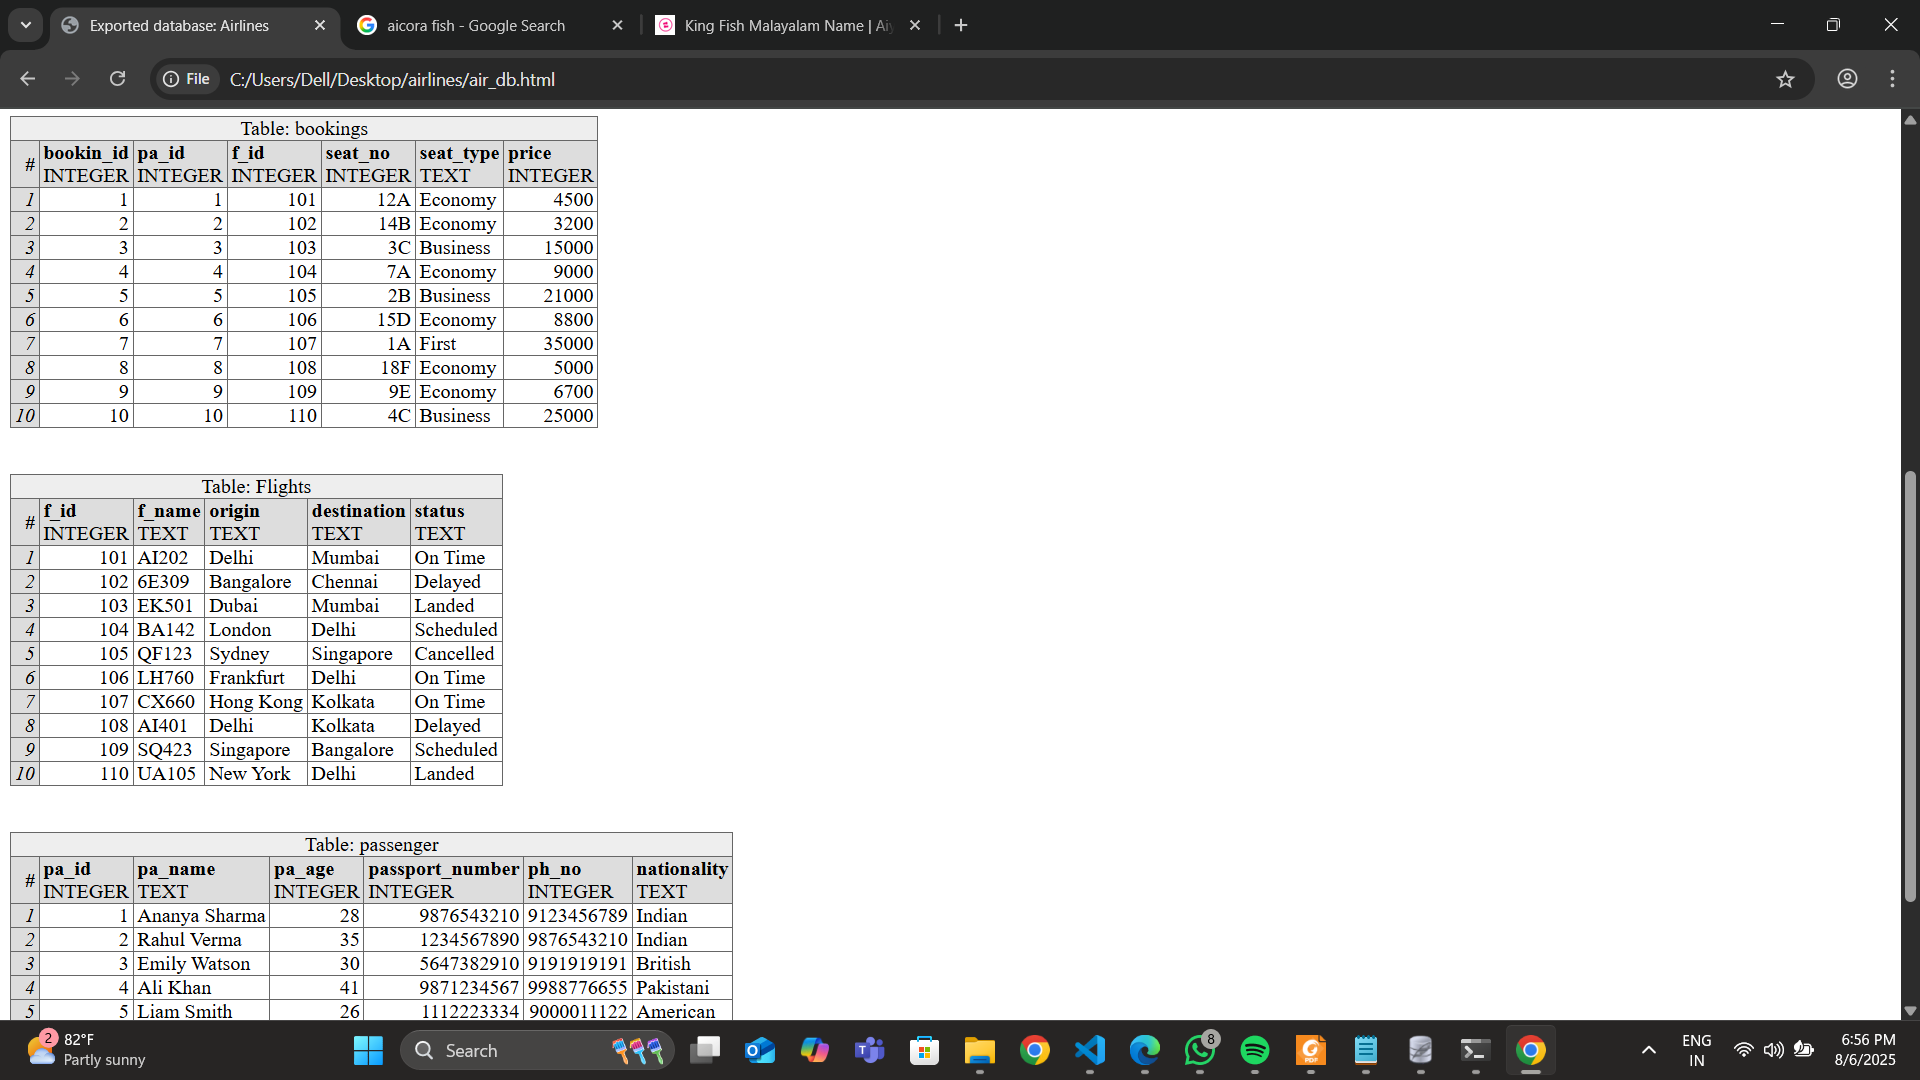 Exported database: Airlines
aicora fish - Google Search
King Fish Malayalam Name |
File
C:/Users/Dell/Desktop/airlines/air_db.html
Table: bookings
# bookin_id INTEGER pa_id INTEGER f_id INTEGER seat_no INTEGER seat_type TEXT price INTEGER
1 1 1 101 12A Economy 4500
2 2 2 102 14B Economy 3200
3 3 3 103 3C Business 15000
4 4 4 104 7A Economy 9000
5 5 5 105 2B Business 21000
6 6 6 106 15D Economy 8800
7 7 7 107 1A First 35000
8 8 8 108 18F Economy 5000
9 9 9 109 9E Economy 6700
10 10 10 110 4C Business 25000
Table: Flights
# f_id INTEGER f_name TEXT origin TEXT destination TEXT status TEXT
1 101 AI202 Delhi Mumbai On Time
2 102 6E309 Bangalore Chennai Delayed
3 103 EK501 Dubai Mumbai Landed
4 104 BA142 London Delhi Scheduled
5 105 QF123 Sydney Singapore Cancelled
6 106 LH760 Frankfurt Delhi On Time
7 107 CX660 Hong Kong Kolkata On Time
8 108 AI401 Delhi Kolkata Delayed
9 109 SQ423 Singapore Bangalore Scheduled
10 110 UA105 New York Delhi Landed
Table: passenger
# pa_id INTEGER pa_name TEXT pa_age INTEGER passport_number INTEGER ph_no INTEGER nationality TEXT
1 1 Ananya Sharma 28 9876543210 9123456789 Indian
2 2 Rahul Verma 35 1234567890 9876543210 Indian
3 3 Emily Watson 30 5647382910 9191919191 British
4 4 Ali Khan 41 9871234567 9988776655 Pakistani
5 5 Liam Smith 26 1112223334 9000011122 American
2
82°F
Partly sunny
Search
8
ENG
IN
6:56 PM
8/6/2025